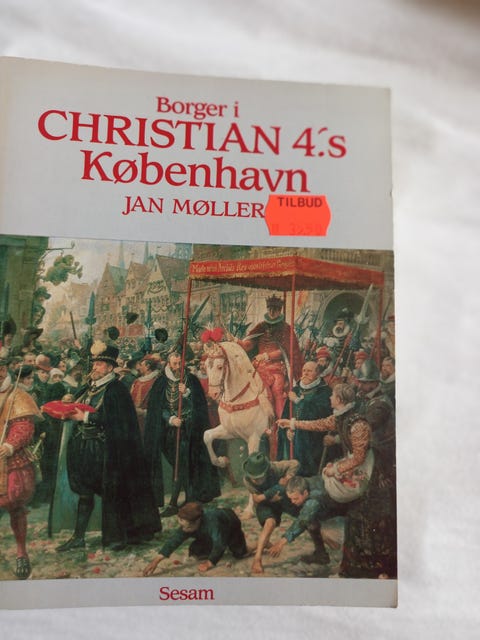 Borger i
CHRISTIAN 4.'s
København
JAN MØLLER
TILBUD
Sesam